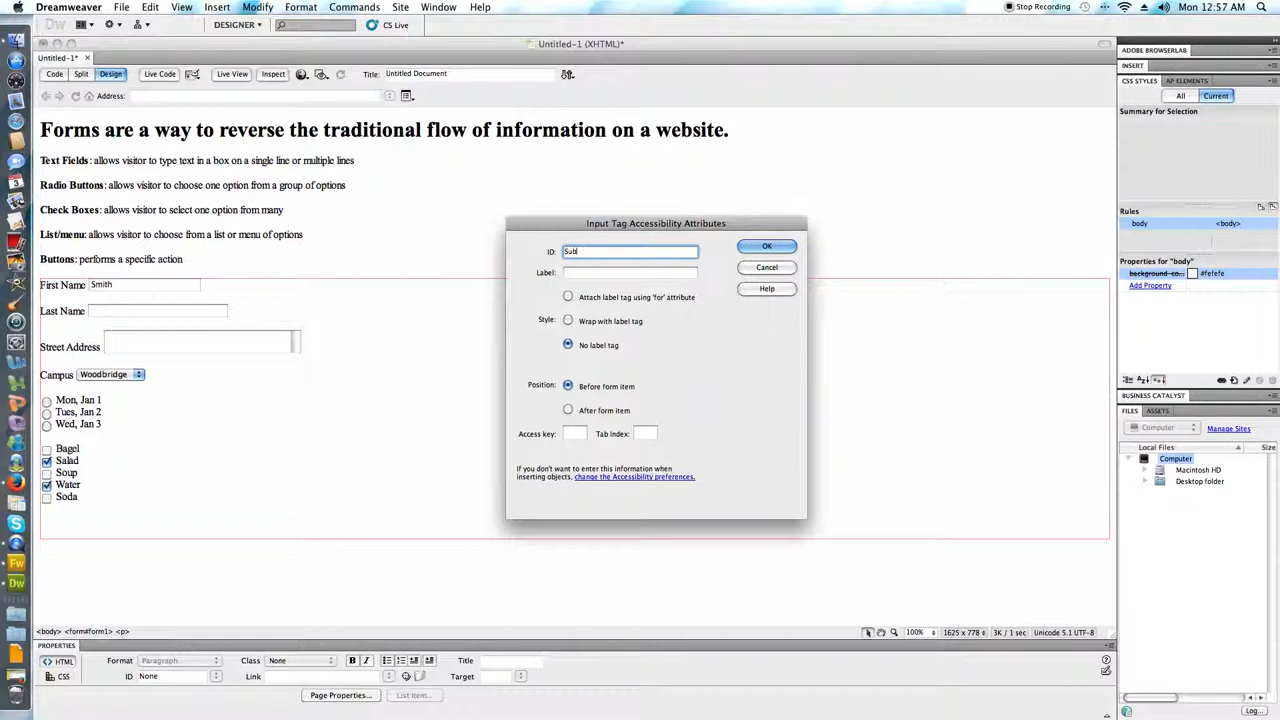 Dreamweaver File Edit View Insert Modify Format Commands Site Window Help Stop Recording Mon 12:57 AM
Dw DESIGNER CS Live
Untitled-1 (XHTML)*
Untitled-1*
Code Split Design Live Code Live View Inspect Title: Untitled Document
Address:
Forms are a way to reverse the traditional flow of information on a website.
Text Fields: allows visitor to type text in a box on a single line or multiple lines
Radio Buttons: allows visitor to choose one option from a group of options
Check Boxes: allows visitor to select one option from many
List/menu: allows visitor to choose from a list or menu of options
Buttons: performs a specific action
First Name Smith
Last Name
Street Address
Campus Woodbridge
Mon, Jan 1
Tues, Jan 2
Wed, Jan 3
Bagel
Salad
Soup
Water
Soda
Input Tag Accessibility Attributes
ID: Sub
OK
Label:
Cancel
Help
Attach label tag using 'for' attribute
Style: Wrap with label tag
No label tag
Position: Before form item
After form item
Access key: Tab Index:
If you don't want to enter this information when
inserting objects, change the Accessibility preferences.
ADOBE BROWSERLAB
INSERT
CSS STYLES AP ELEMENTS
All Current
Summary for Selection
Rules
body <body>
Properties for "body"
background-co... #fefefe
Add Property
BUSINESS CATALYST
FILES ASSETS
Computer Manage Sites
Local Files Size
Computer
Macintosh HD
Desktop folder
Log...
Fw
Dw
<body> <form#form1> <p> 100% 1625 x 778 3K / 1 sec Unicode 5.1 UTF-8
PROPERTIES
<> HTML Format Paragraph Class None B I Title
CSS ID None Link Target
Page Properties... List Item...